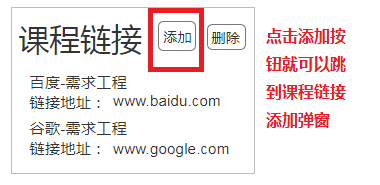 课程链接 添加 删除
百度-需求工程
链接地址： www.baidu.com
谷歌-需求工程
链接地址： www.google.com
点击添加按
钮就可以跳
到课程链接
添加弹窗